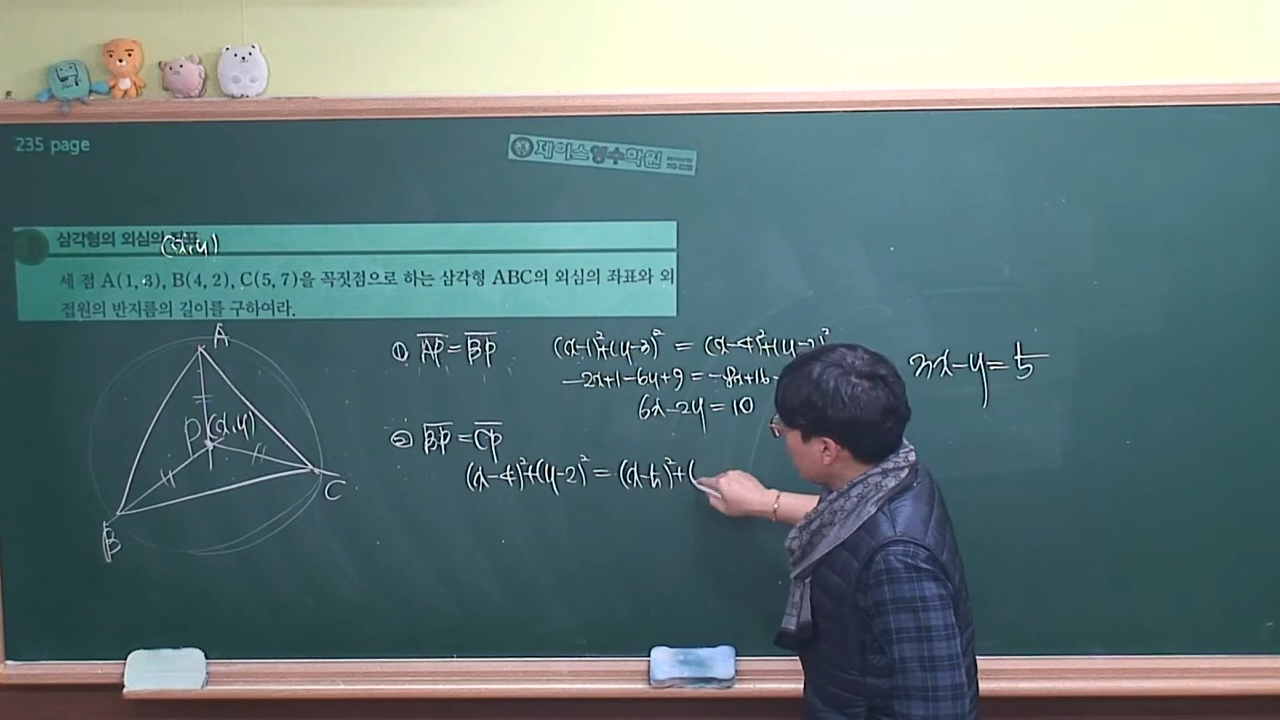 235 page
제이스영수학원
삼각형의 외심의 좌표
(x,y)
세 점 A(1, 3), B(4, 2), C(5, 7)을 꼭짓점으로 하는 삼각형 ABC의 외심의 좌표와 외
접원의 반지름의 길이를 구하여라.
A
P(x,y)
B
C
① A̅P̅=B̅P̅
(x-1)²+(y-3)² = (x-4)²+(y-2)²
-2x+1-6y+9 = -8x+16-
6x-2y=10
3x-y=5
② B̅P̅=C̅P̅
(x-4)²+(y-2)²=(x-5)²+(